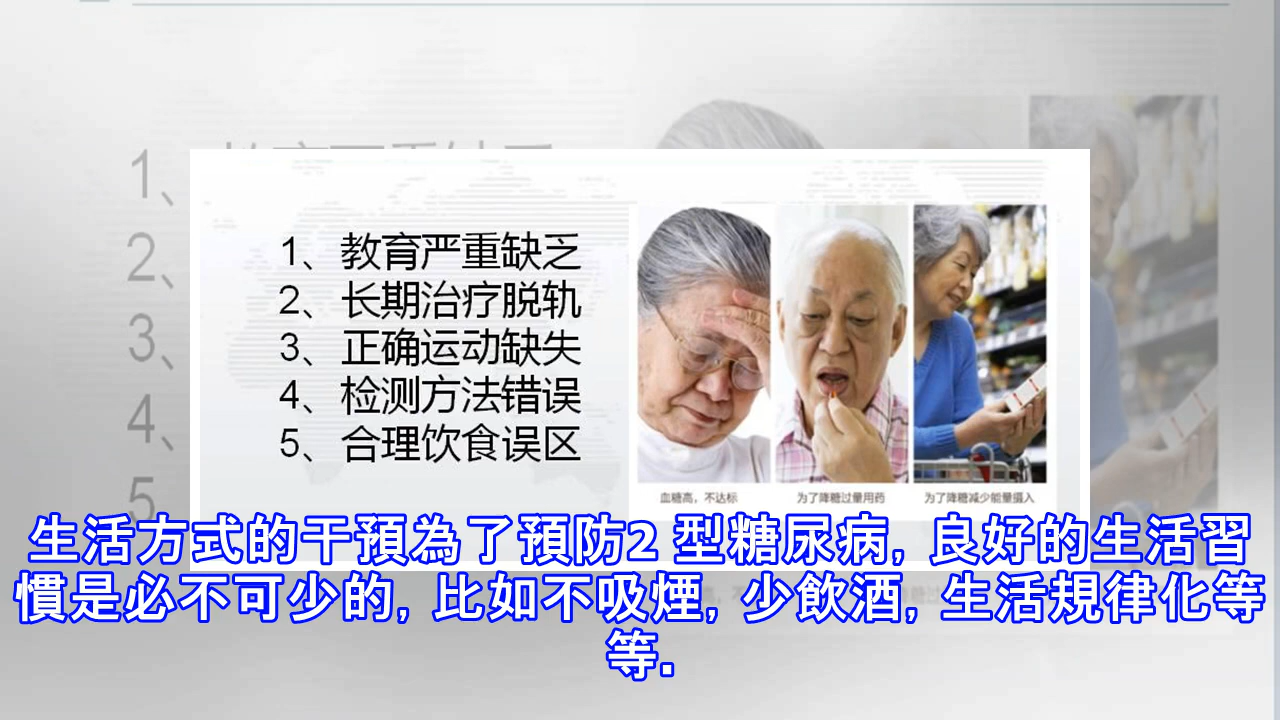 1、教育严重缺乏
2、长期治疗脱轨
3、正确运动缺失
4、检测方法错误
5、合理饮食误区
血糖高，不达标
为了降糖过量用药
为了降糖减少能量摄入
1、
2、
3、
4、
5
生活方式的干預為了預防2 型糖尿病, 良好的生活習
慣是必不可少的, 比如不吸煙, 少飲酒, 生活規律化等
等.